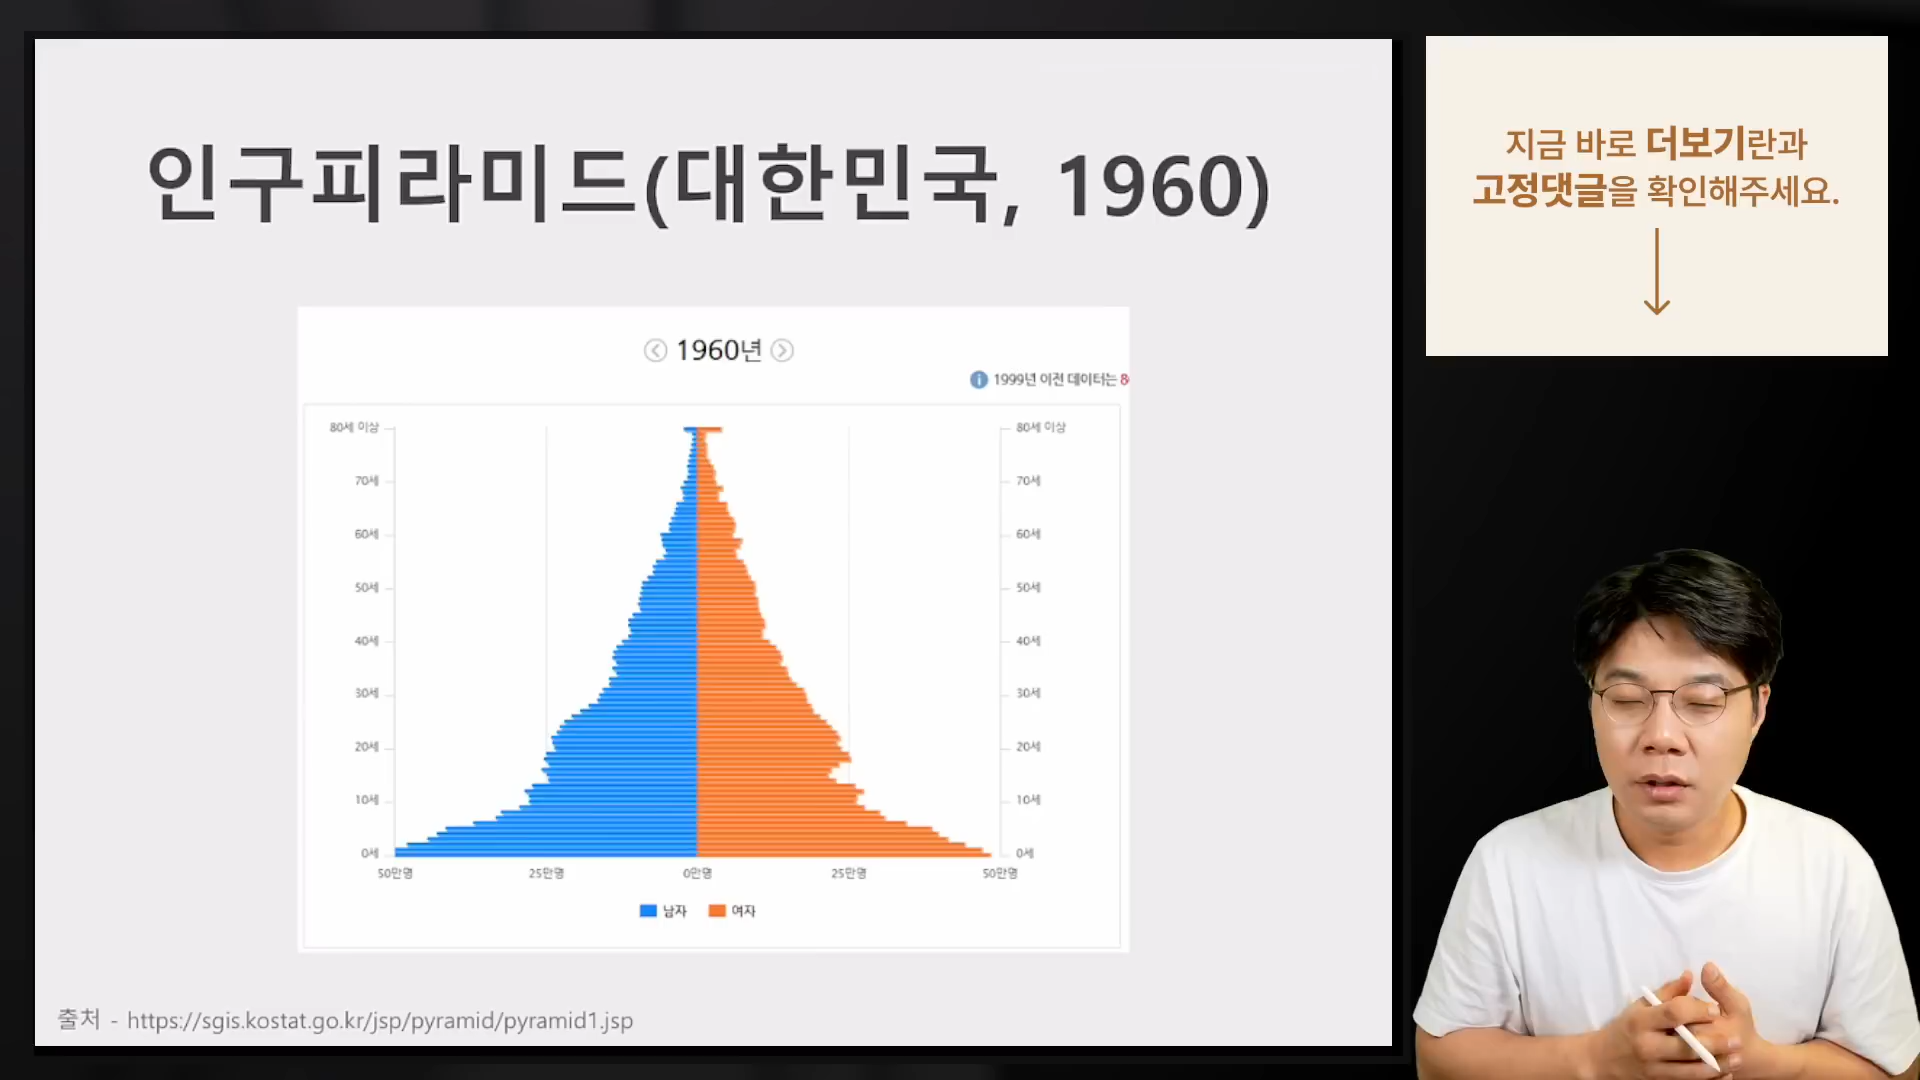 인구피라미드(대한민국, 1960)
1960년
1999년 이전 데이터는 8
80세 이상
70세
60세
50세
40세
30세
20세
10세
0세
80세 이상
70세
60세
50세
40세
30세
20세
10세
0세
50만명 25만명 0만명 25만명 50만명
남자 여자
출처 - https://sgis.kostat.go.kr/jsp/pyramid/pyramid1.jsp
지금 바로 더보기란과
고정댓글을 확인해주세요.